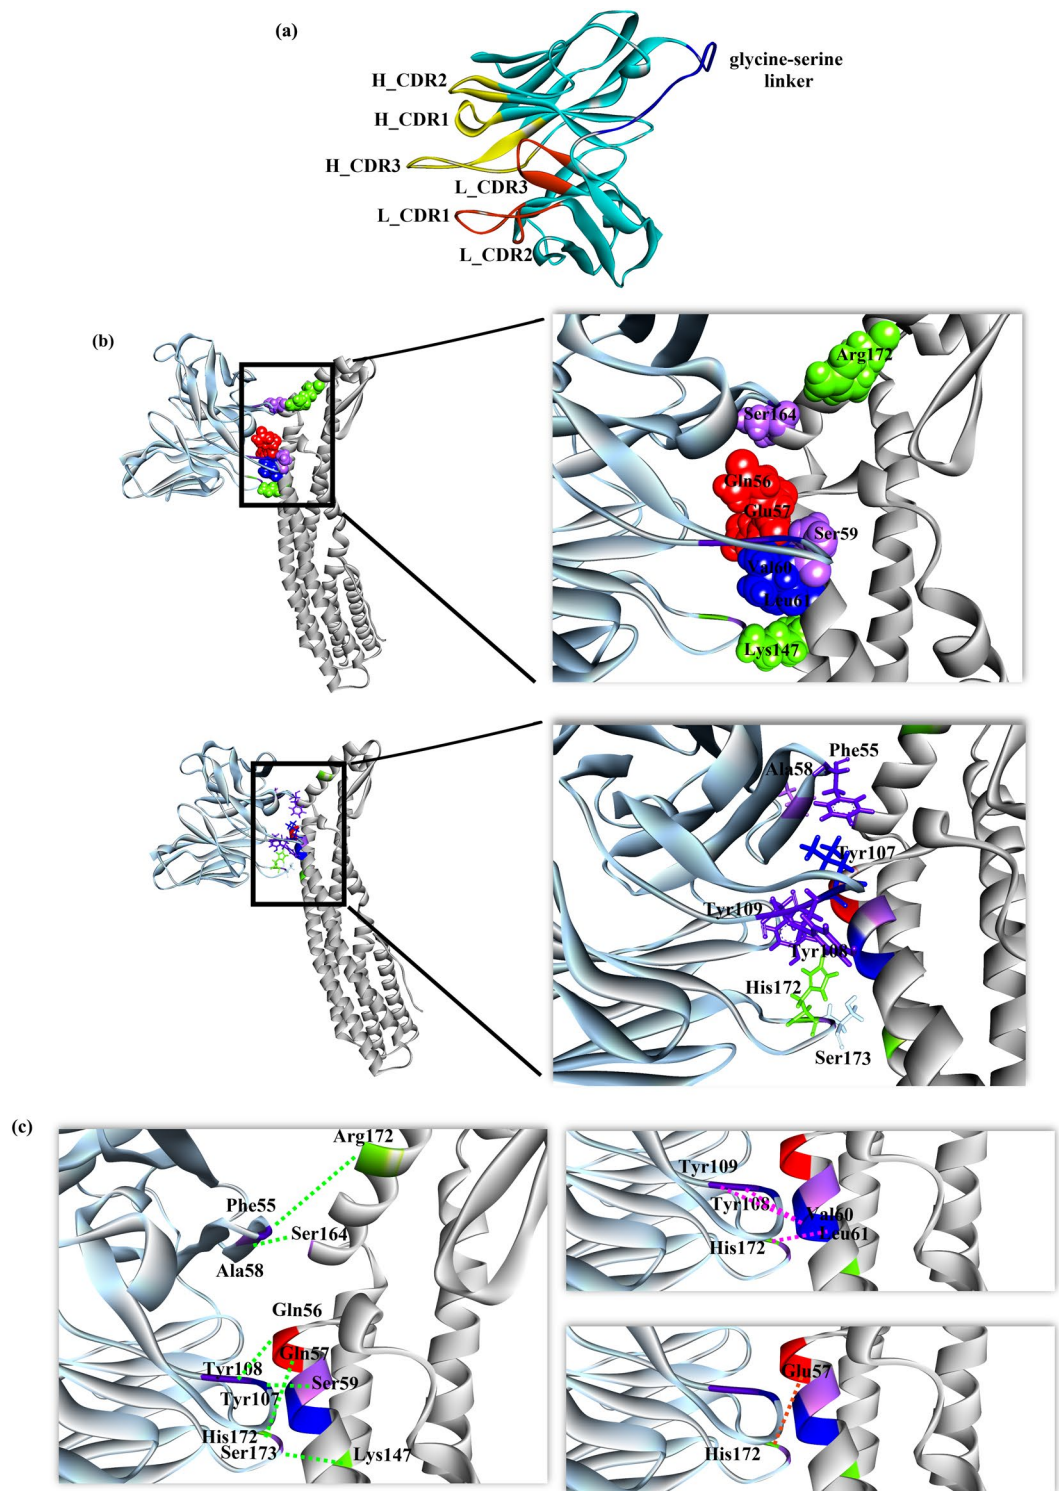 (a)
glycine-serine
linker
H_CDR2
H_CDR1
H_CDR3
L_CDR3
L_CDR1
L_CDR2
(b)
Arg172
Ser164
Gln56
Glu57
Ser59
Val60
Leu61
Lys147
Phe55
Ala58
Tyr107
Tyr109
Tyr108
His172
Ser173
(c)
Arg172
Phe55
Ser164
Ala58
Gln56
Gln57
Tyr108
Ser59
Tyr107
His172
Ser173
Lys147
Tyr109
Tyr108
Val60
Leu61
His172
Glu57
His172